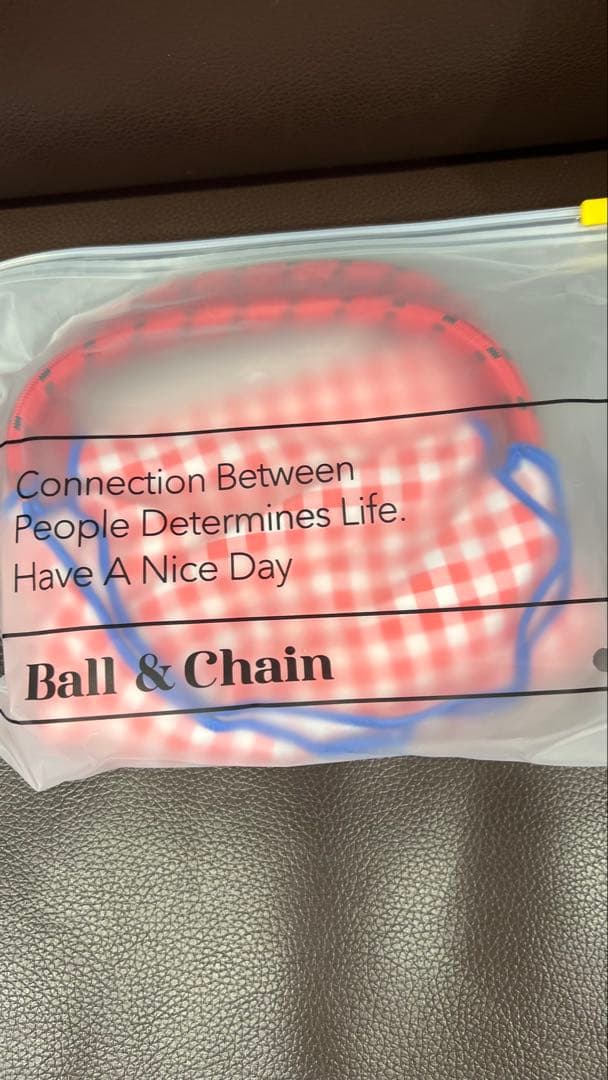 Connection Between
People Determines Life.
Have A Nice Day
Ball & Chain